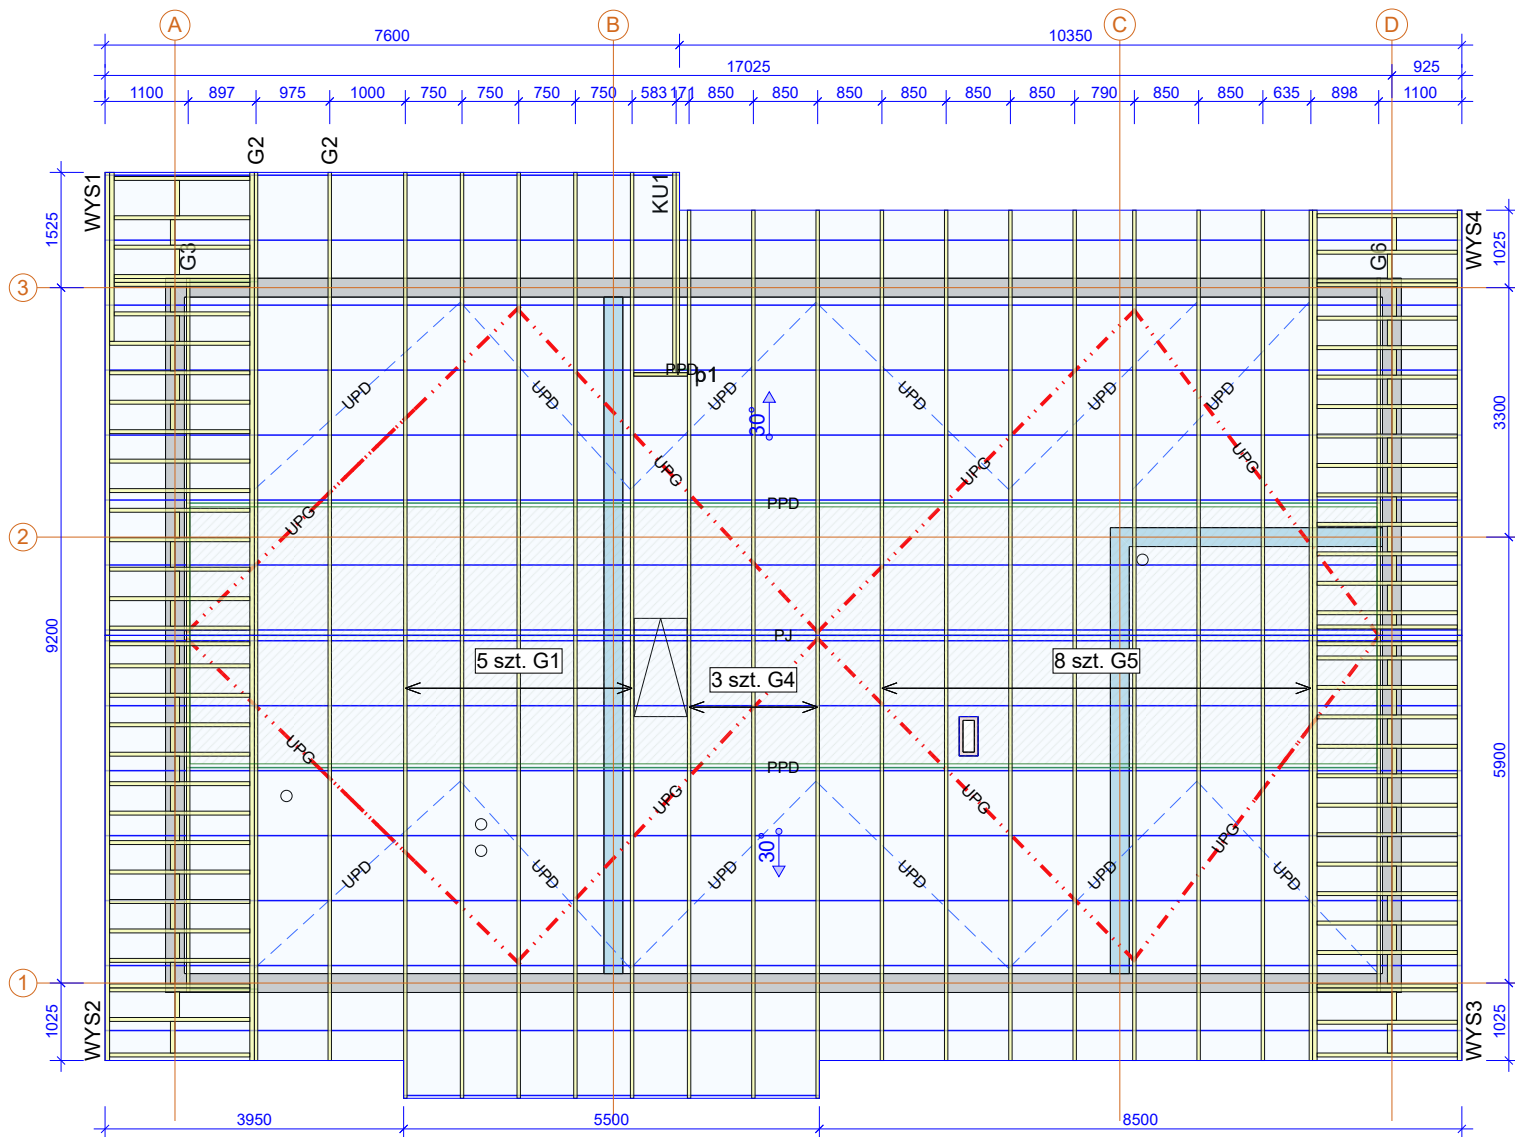 A B C D
7600 10350
17025 925
1100 897 975 1000 750 750 750 750 583 171 850 850 850 850 850 850 790 850 850 635 898 1100
G2 G2
WYS1 KU1 WYS4
1525 1025
G3 G6
3
PPD p1
UPD UPD UPD UPD UPD UPD
30°
3300
UPG UPG UPG
PPD
UPG
2
PJ
9200
5 szt. G1 8 szt. G5
3 szt. G4
5900
UPG
PPD
UPG UPG
UPG
30°
UPD UPD UPD UPD UPD UPD
1
1025 WYS2 WYS3 1025
3950 5500 8500